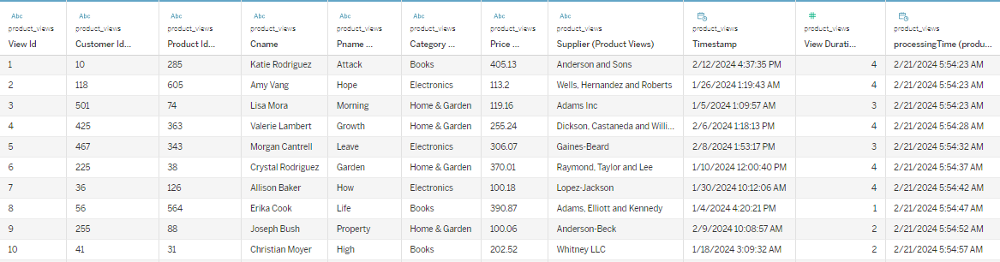 Abc Abc Abc Abc Abc Abc Abc Abc #
product_views product_views product_views product_views product_views product_views product_views product_views product_views product_views product_views
View Id Customer Id... Product Id... Cname Pname ... Category ... Price ... Supplier (Product Views) Timestamp View Durati... processingTime (produ...
1 10 285 Katie Rodriguez Attack Books 405.13 Anderson and Sons 2/12/2024 4:37:35 PM 4 2/21/2024 5:54:23 AM
2 118 605 Amy Vang Hope Electronics 113.2 Wells, Hernandez and Roberts 1/26/2024 1:19:43 AM 4 2/21/2024 5:54:23 AM
3 501 74 Lisa Mora Morning Home & Garden 119.16 Adams Inc 1/5/2024 1:09:57 AM 3 2/21/2024 5:54:23 AM
4 425 363 Valerie Lambert Growth Home & Garden 255.24 Dickson, Castaneda and Willi... 2/6/2024 1:18:13 PM 4 2/21/2024 5:54:28 AM
5 467 343 Morgan Cantrell Leave Electronics 306.07 Gaines-Beard 2/8/2024 1:53:17 PM 3 2/21/2024 5:54:32 AM
6 225 38 Crystal Rodriguez Garden Home & Garden 370.01 Raymond, Taylor and Lee 1/10/2024 12:00:40 PM 4 2/21/2024 5:54:37 AM
7 36 126 Allison Baker How Electronics 100.18 Lopez-Jackson 1/30/2024 10:12:06 AM 4 2/21/2024 5:54:42 AM
8 56 564 Erika Cook Life Books 390.87 Adams, Elliott and Kennedy 1/4/2024 4:20:21 PM 1 2/21/2024 5:54:47 AM
9 255 88 Joseph Bush Property Home & Garden 100.06 Anderson-Beck 2/9/2024 10:08:57 AM 2 2/21/2024 5:54:52 AM
10 41 31 Christian Moyer High Books 202.52 Whitney LLC 1/18/2024 3:09:32 AM 2 2/21/2024 5:54:57 AM